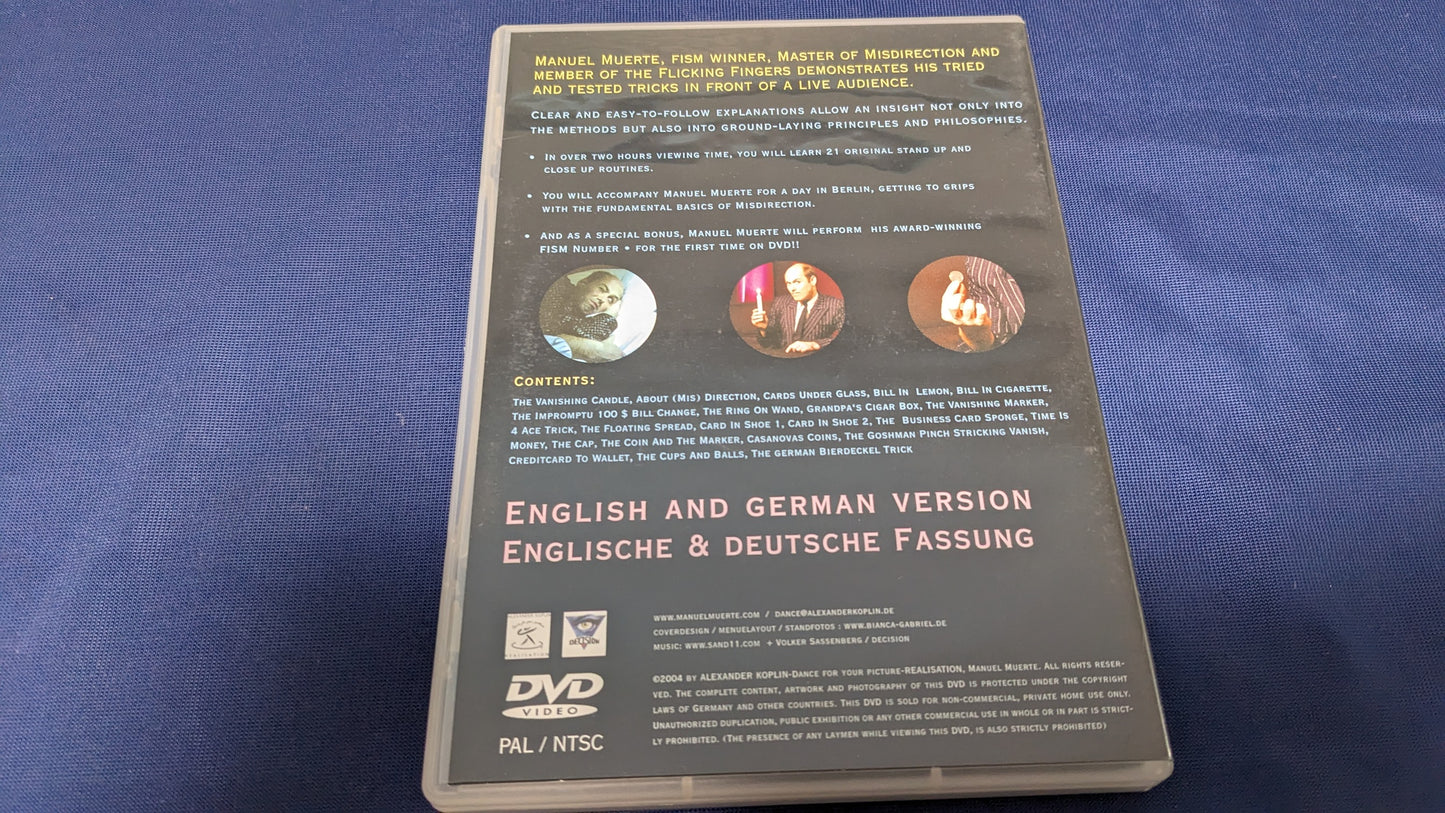 Manuel Muerte, FISM winner, Master of Misdirection and
member of the Flicking Fingers demonstrates his tried
and tested tricks in front of a live audience.
Clear and easy-to-follow explanations allow an insight not only into
the methods but also into ground-laying principles and philosophies.
• In over two hours viewing time, you will learn 21 original stand up and
close up routines.
• You will accompany Manuel Muerte for a day in Berlin, getting to grips
with the fundamental basics of Misdirection.
• And as a special bonus, Manuel Muerte will perform his award-winning
FISM Number • for the first time on DVD!!
Contents:
The Vanishing Candle, About (Mis) Direction, Cards Under Glass, Bill In Lemon, Bill In Cigarette,
The Impromptu 100 $ Bill Change, The Ring On Wand, Grandpa's Cigar Box, The Vanishing Marker,
4 Ace Trick, The Floating Spread, Card In Shoe 1, Card In Shoe 2, The Business Card Sponge, Time Is
Money, The Cap, The Coin And The Marker, Casanovas Coins, The Goshman Pinch Stricking Vanish,
Creditcard To Wallet, The Cups And Balls, The german Bierdeckel Trick
English and german version
Englische & deutsche Fassung
DECISION
www.manuelmuerte.com / dance@alexanderkoplin.de
coverdesign / menuelayout / standfotos : www.bianca-gabriel.de
music: www.sand11.com + Volker Sassenberg / decision
DVD
VIDEO
PAL / NTSC
©2004 by ALEXANDER KOPLIN-Dance for your picture-REALISATION, Manuel Muerte. All rights reser-
ved. The complete content, artwork and photography of this DVD is protected under the copyright
laws of Germany and other countries. This DVD is sold for non-commercial, private home use only.
Unauthorized duplication, public exhibition or any other commercial use in whole or in part is strict-
ly prohibited. (The presence of any laymen while viewing this DVD, is also strictly prohibited)